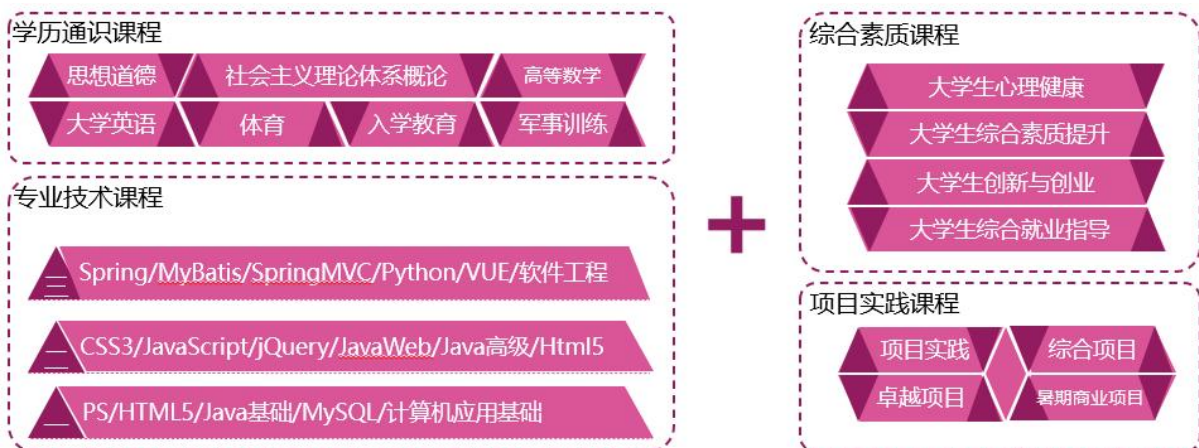 学历通识课程
思想道德 社会主义理论体系概论 高等数学
大学英语 体育 入学教育 军事训练
专业技术课程
三 Spring/MyBatis/SpringMVC/Python/VUE/软件工程
二 CSS3/JavaScript/jQuery/JavaWeb/Java高级/Html5
一 PS/HTML5/Java基础/MySQL/计算机应用基础
+
综合素质课程
大学生心理健康
大学生综合素质提升
大学生创新与创业
大学生综合就业指导
项目实践课程
项目实践 综合项目
卓越项目 暑期商业项目